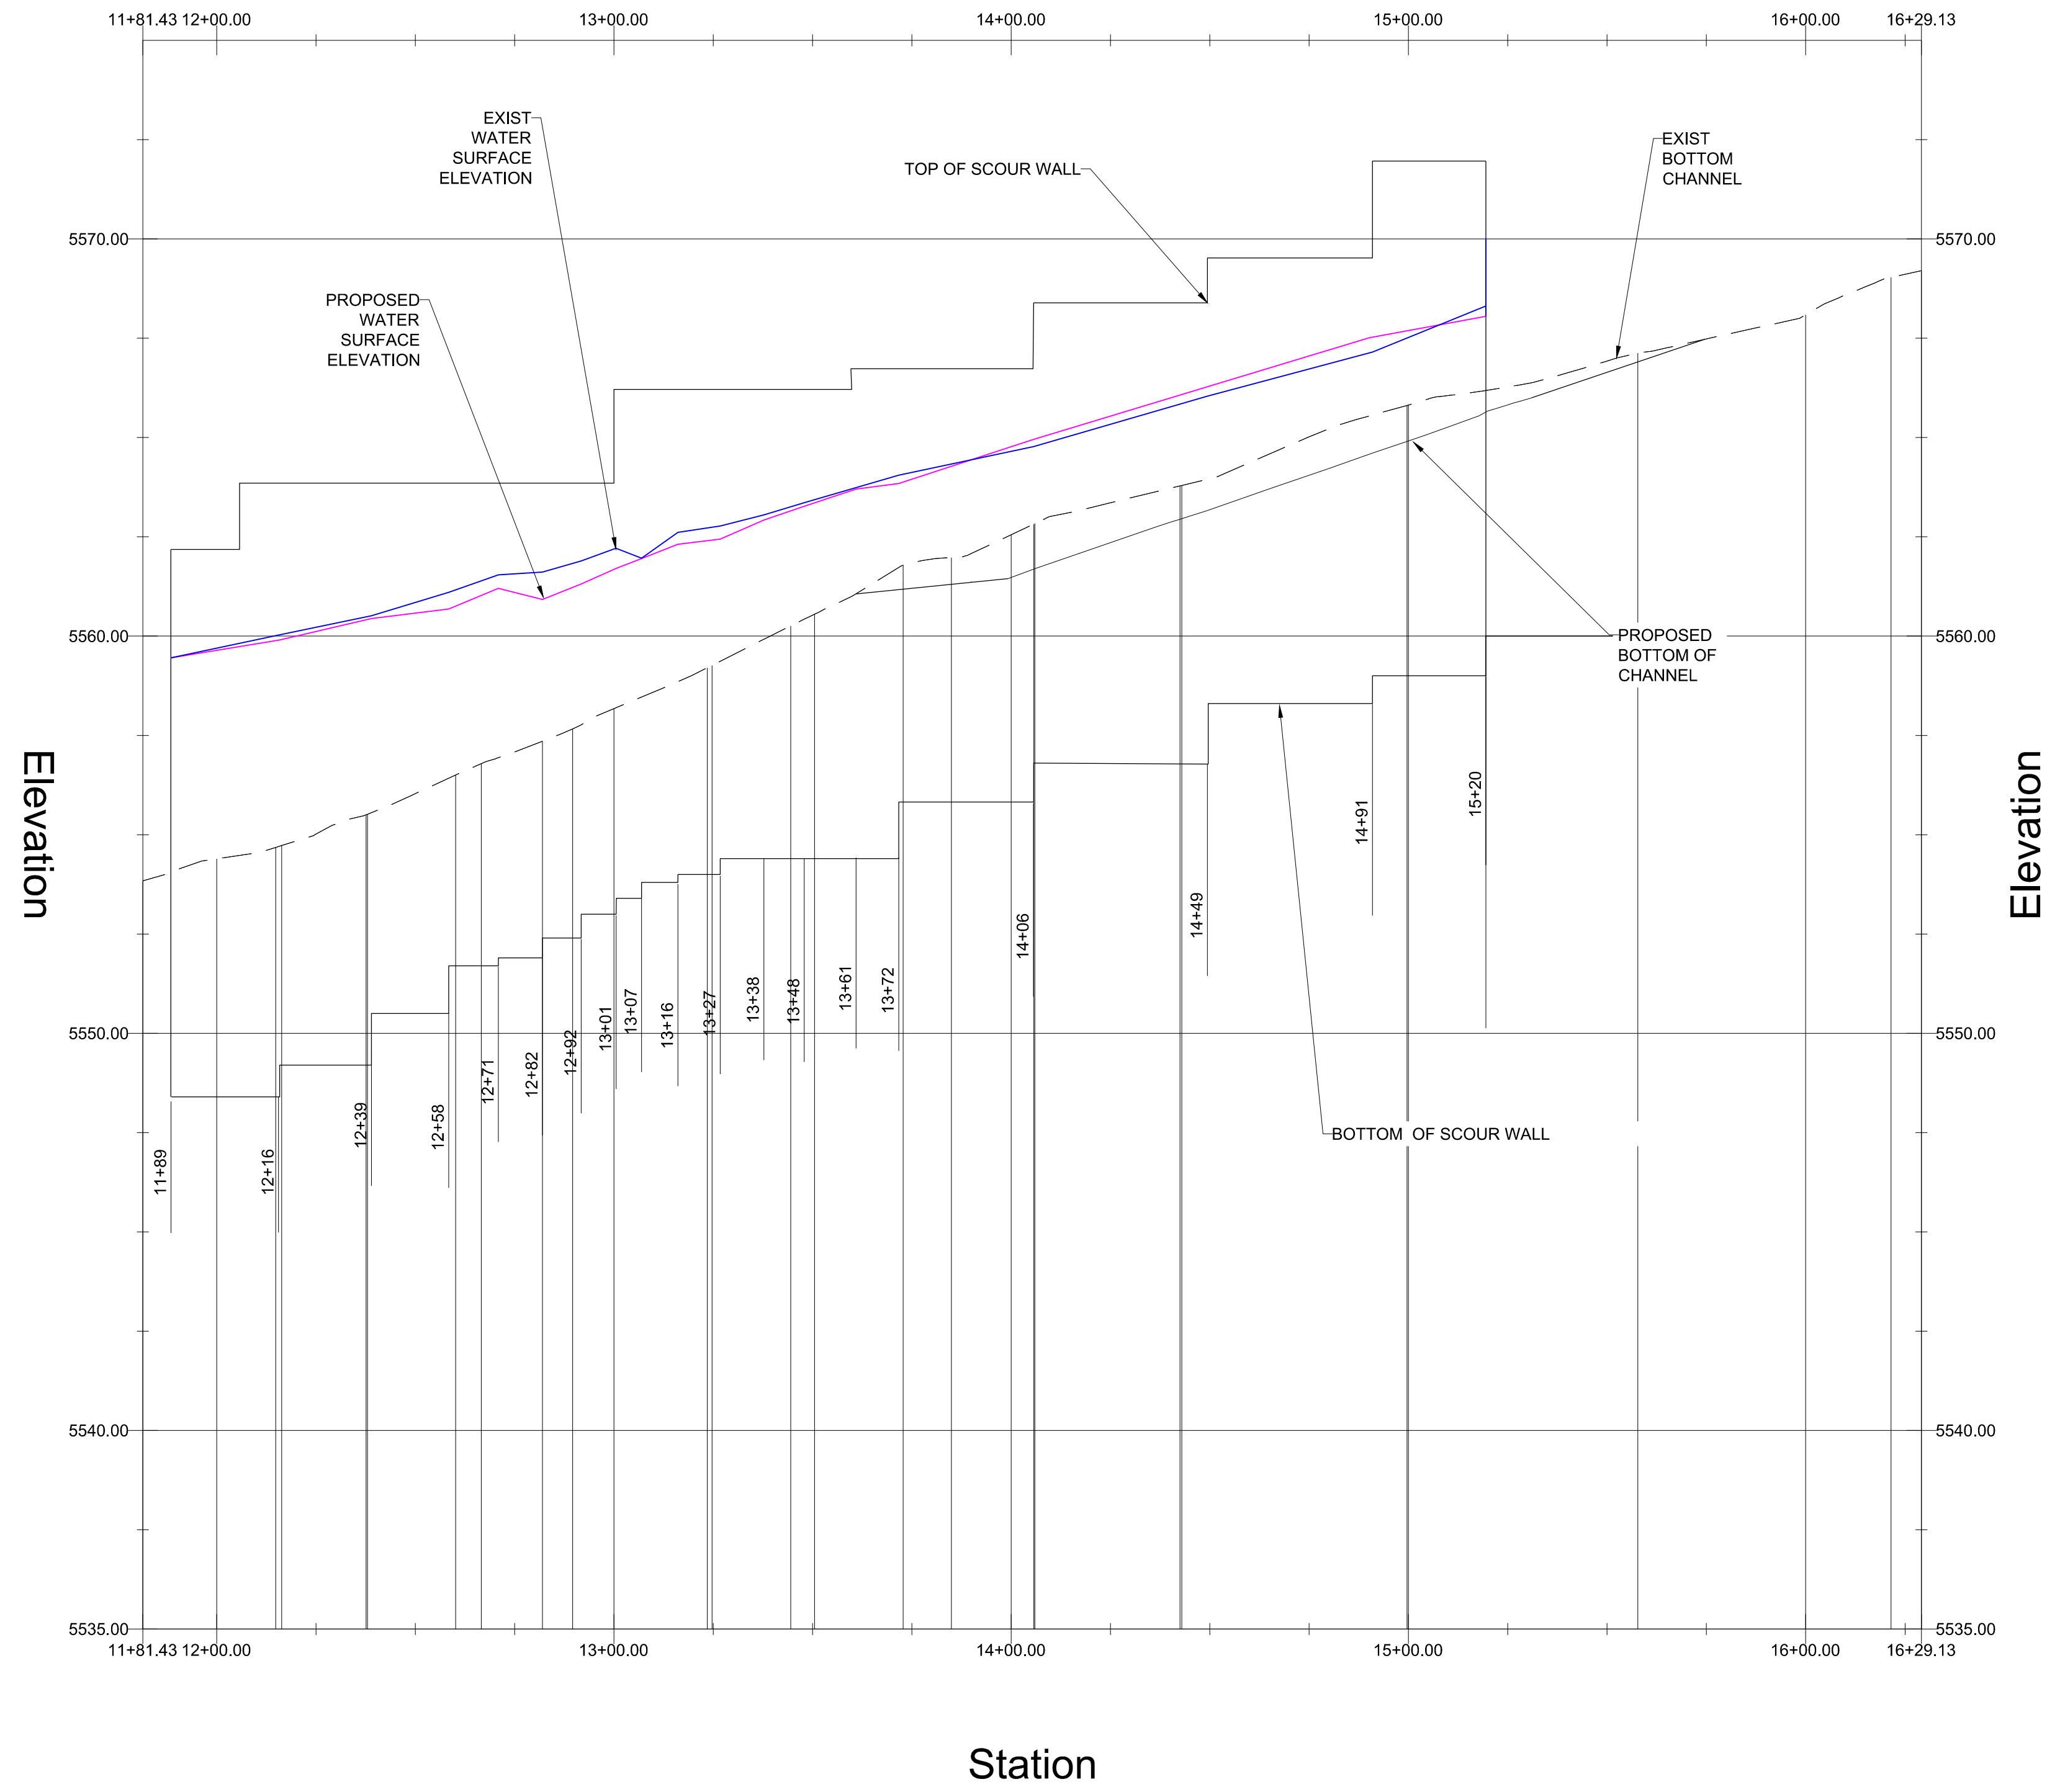 11+81.43 12+00.00 13+00.00 14+00.00 15+00.00 16+00.00 16+29.13
EXIST
WATER
SURFACE
ELEVATION
TOP OF SCOUR WALL
EXIST
BOTTOM
CHANNEL
5570.00 5570.00
PROPOSED
WATER
SURFACE
ELEVATION
5560.00 5560.00
PROPOSED
BOTTOM OF
CHANNEL
Elevation
Elevation
11+89
12+16
12+39
12+58
12+71
12+82
12+92
13+01
13+07
13+16
13+27
13+38
13+48
13+61
13+72
14+06
14+49
14+91
15+20
5550.00 5550.00
BOTTOM OF SCOUR WALL
5540.00 5540.00
5535.00 5535.00
11+81.43 12+00.00 13+00.00 14+00.00 15+00.00 16+00.00 16+29.13
Station